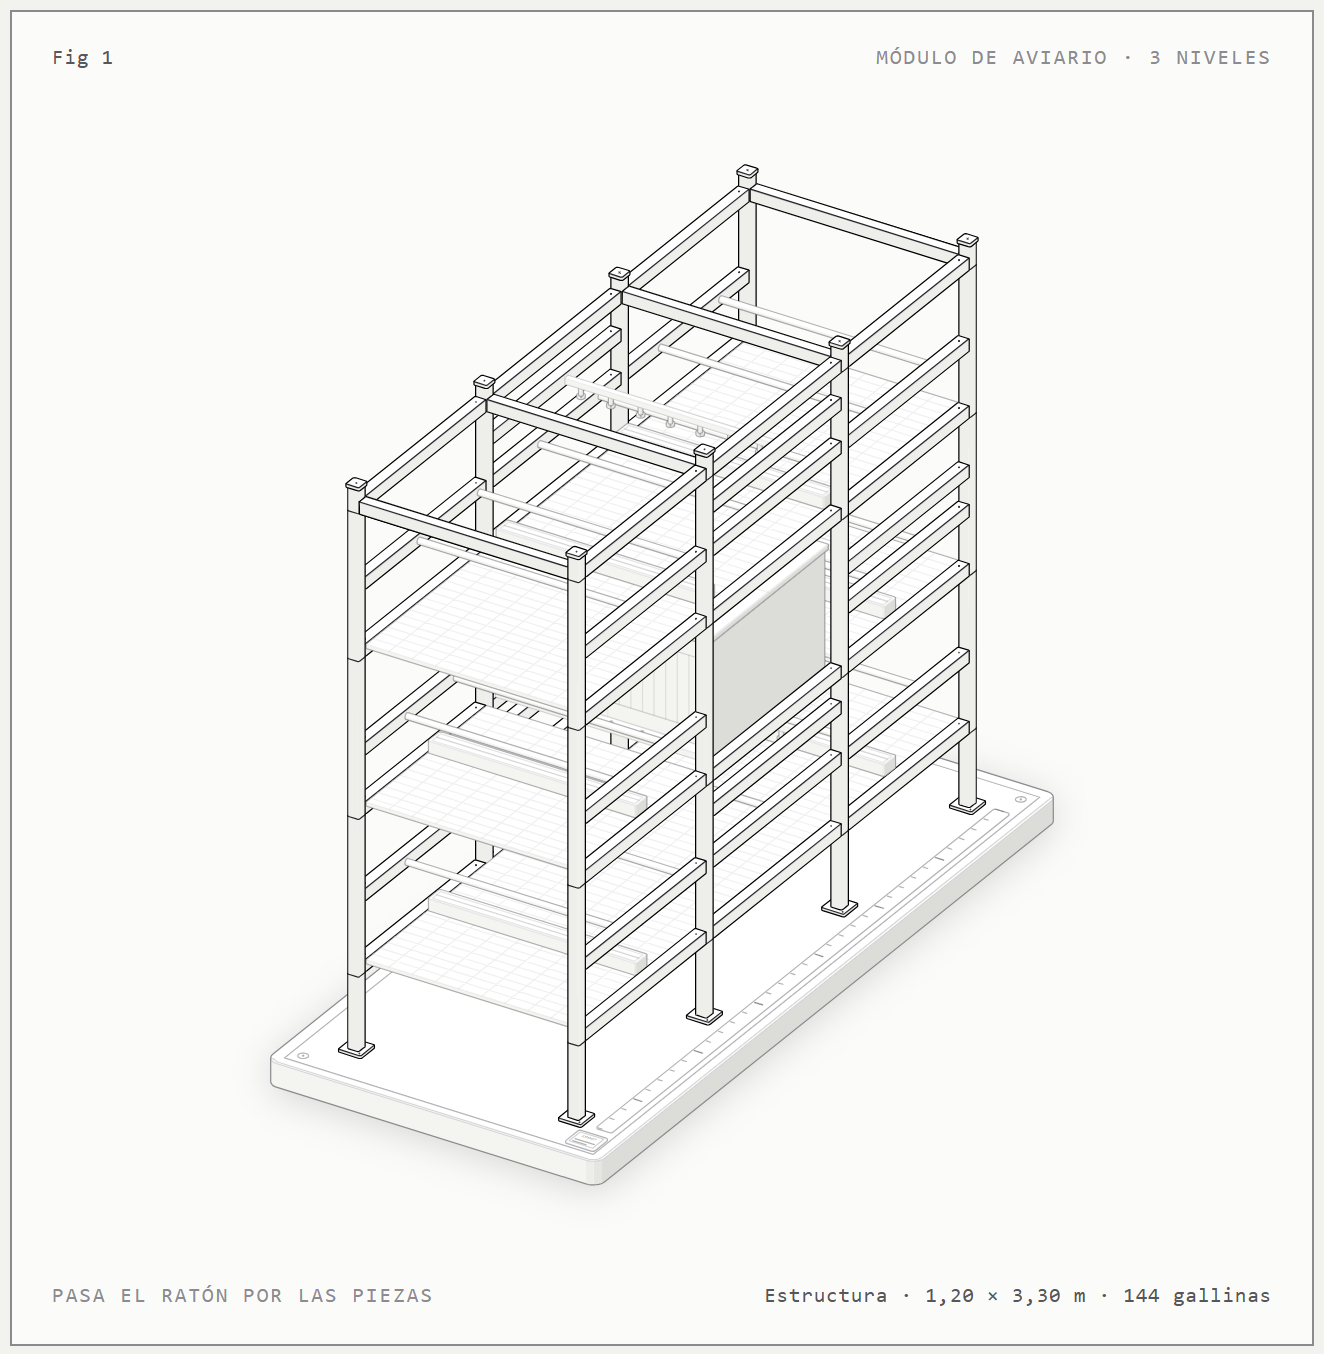 Fig 1
MÓDULO DE AVIARIO · 3 NIVELES
PASA EL RATÓN POR LAS PIEZAS
Estructura · 1,20 × 3,30 m · 144 gallinas